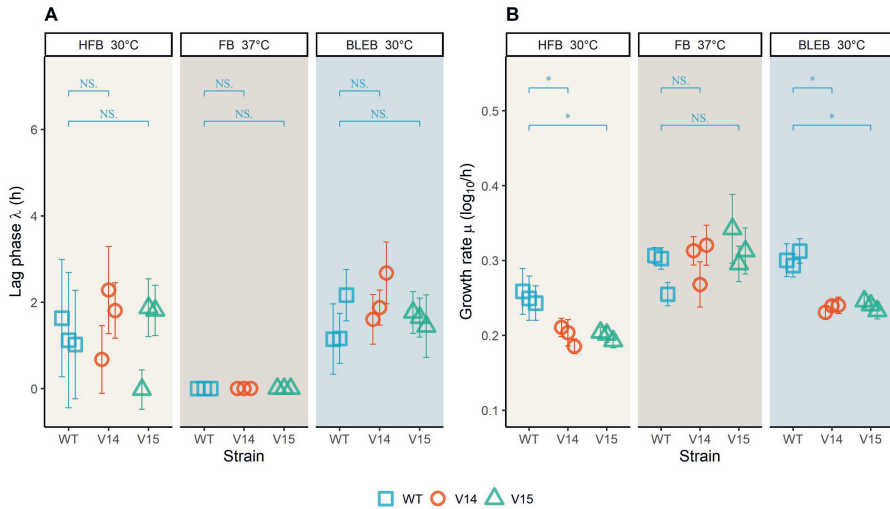 A
HFB 30°C
FB 37°C
BLEB 30°C
NS.
NS.
NS.
NS.
NS.
NS.
6
4
2
0
Lag phase λ (h)
WT V14 V15
WT V14 V15
WT V14 V15
Strain
B
HFB 30°C
FB 37°C
BLEB 30°C
*
*
NS.
NS.
*
*
0.5
0.4
0.3
0.2
0.1
Growth rate μ (log10/h)
WT V14 V15
WT V14 V15
WT V14 V15
Strain
WT V14 V15